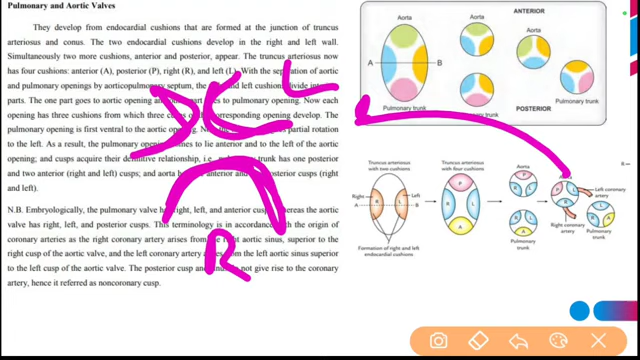 Pulmonary and Aortic Valves
They develop from endocardial cushions that are formed at the junction of truncus
arteriosus and conus. The two endocardial cushions develop in the right and left wall.
Simultaneously two more cushions, anterior and posterior, appear. The truncus arteriosus now
has four cushions: anterior (A), posterior (P), right (R), and left (L). With the separation of aortic
and pulmonary openings by aorticopulmonary septum, the and left cushions divide into
parts. The one part goes to aortic opening and part goes to pulmonary opening. Now each
opening has three cushions from which three cusps of corresponding opening develop. The
pulmonary opening is first ventral to the aortic opening. partial rotation
to the left. As a result, the pulmonary opening comes to lie anterior and to the left of the aortic
opening; and cusps acquire their definitive relationship, i.e. pulmonary trunk has one posterior
and two anterior (right and left) cusps, and aorta anterior and posterior cusps (right
and left).
N.B. Embryologically, the pulmonary valve has right, left, and anterior cusps, whereas the aortic
valve has right, left, and posterior cusps. This terminology is in accordance with the origin of
coronary arteries as the right coronary artery arises from the right aortic sinus, superior to the
right cusp of the aortic valve, and the left coronary artery arises from the left aortic sinus superior
to the left cusp of the aortic valve. The posterior cusp and sinus do not give rise to the coronary
artery, hence it referred as noncoronary cusp.
L
R
ANTERIOR
Aorta
Aorta
Aorta
A
B
Pulmonary trunk
Pulmonary trunk
POSTERIOR
Truncus arteriosus with two cushions
Truncus arteriosus with four cushions
Aorta
Right
Left
A
B
R
L
P
R
L
A
P
R
L
R
L
A
P
L
R
Left coronary artery
Right coronary artery
R
L
A
Pulmonary trunk
Pulmonary trunk
Formation of right and left endocardial cushions
R